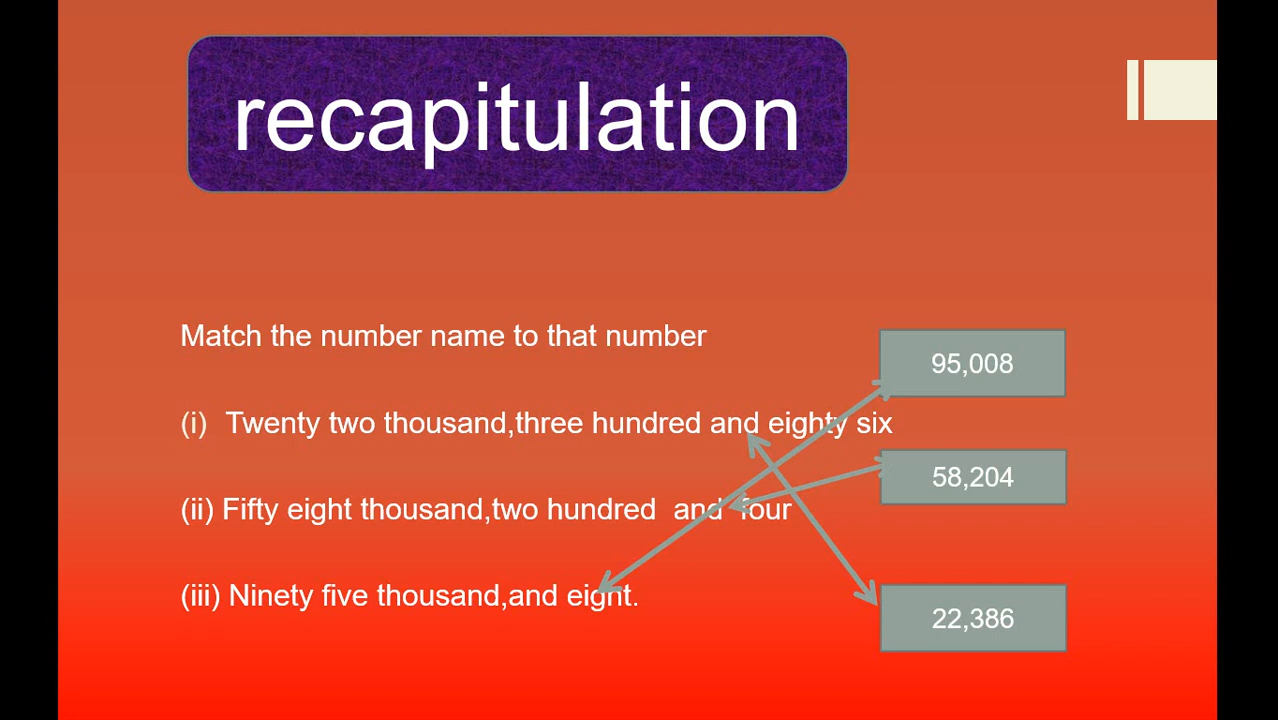 recapitulation
Match the number name to that number
95,008
(i) Twenty two thousand,three hundred and eighty six
58,204
(ii) Fifty eight thousand,two hundred and four
(iii) Ninety five thousand,and eight.
22,386